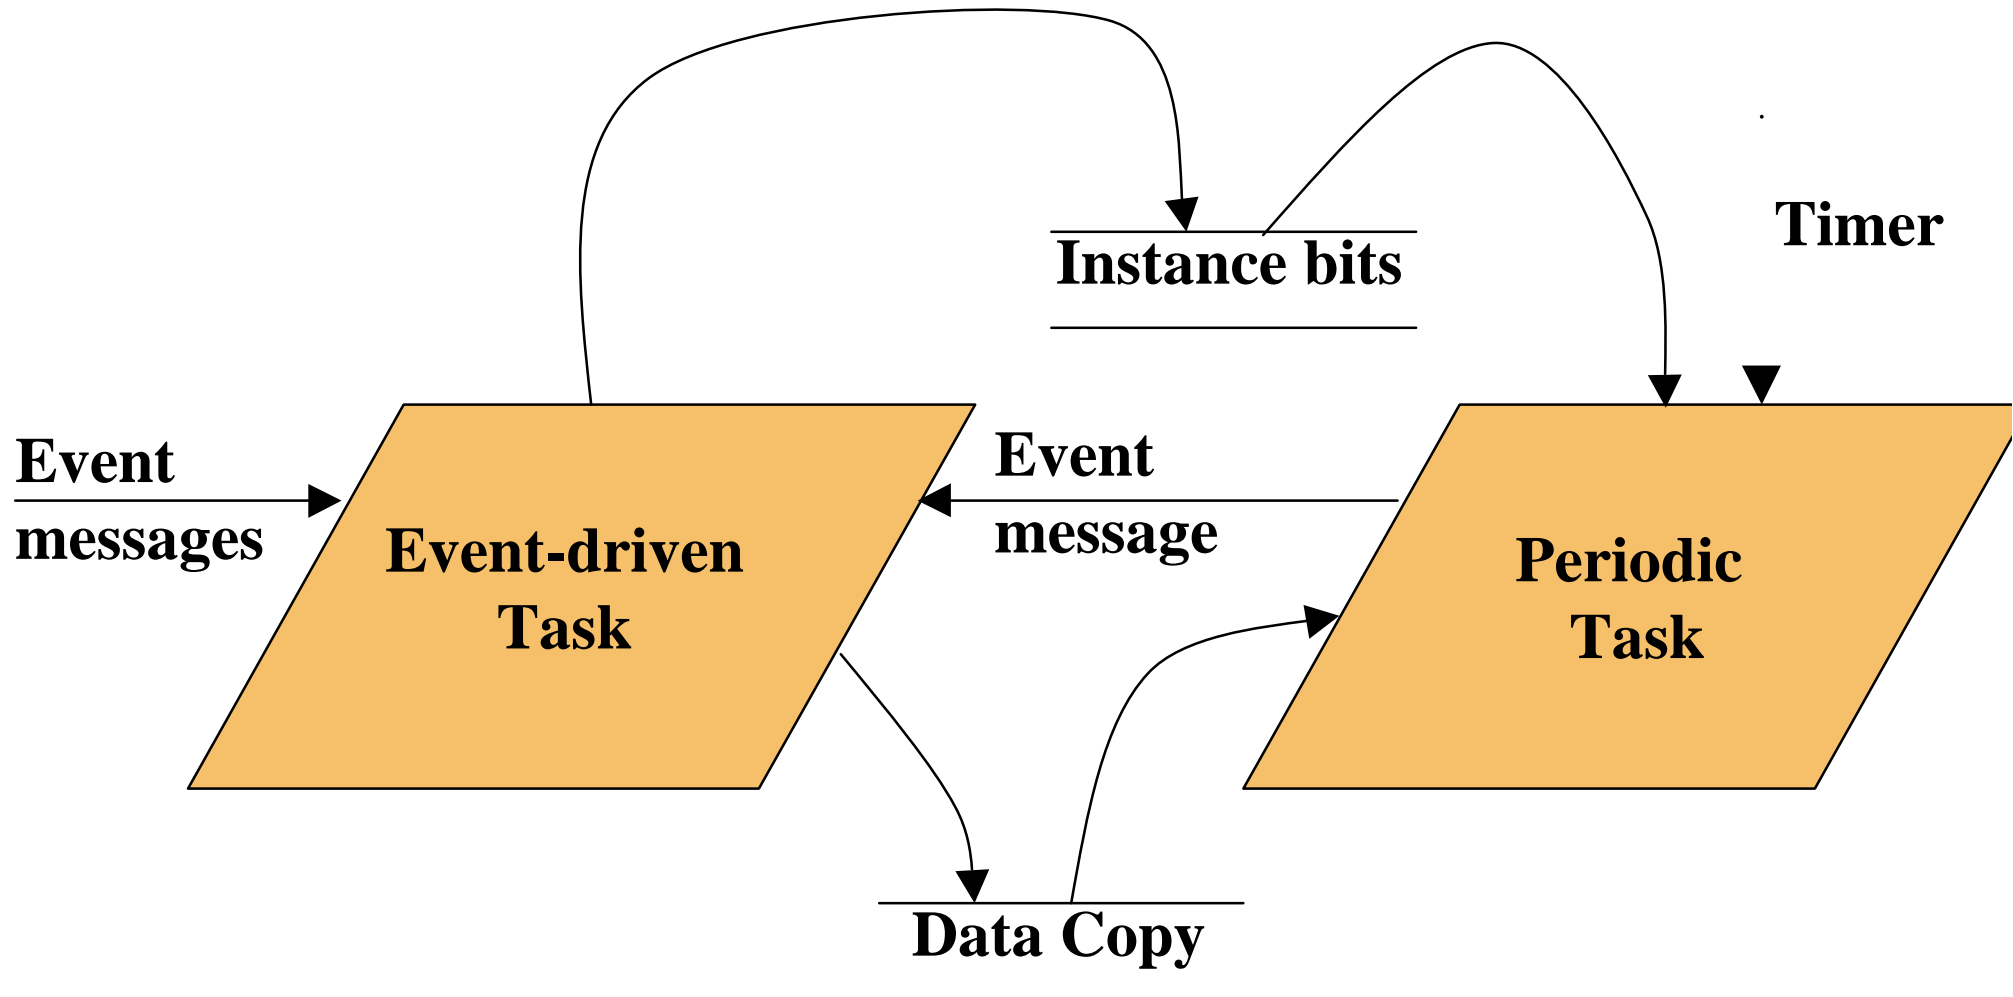 Timer
Instance bits
Event
messages
Event-driven
Task
Event
message
Periodic
Task
Data Copy